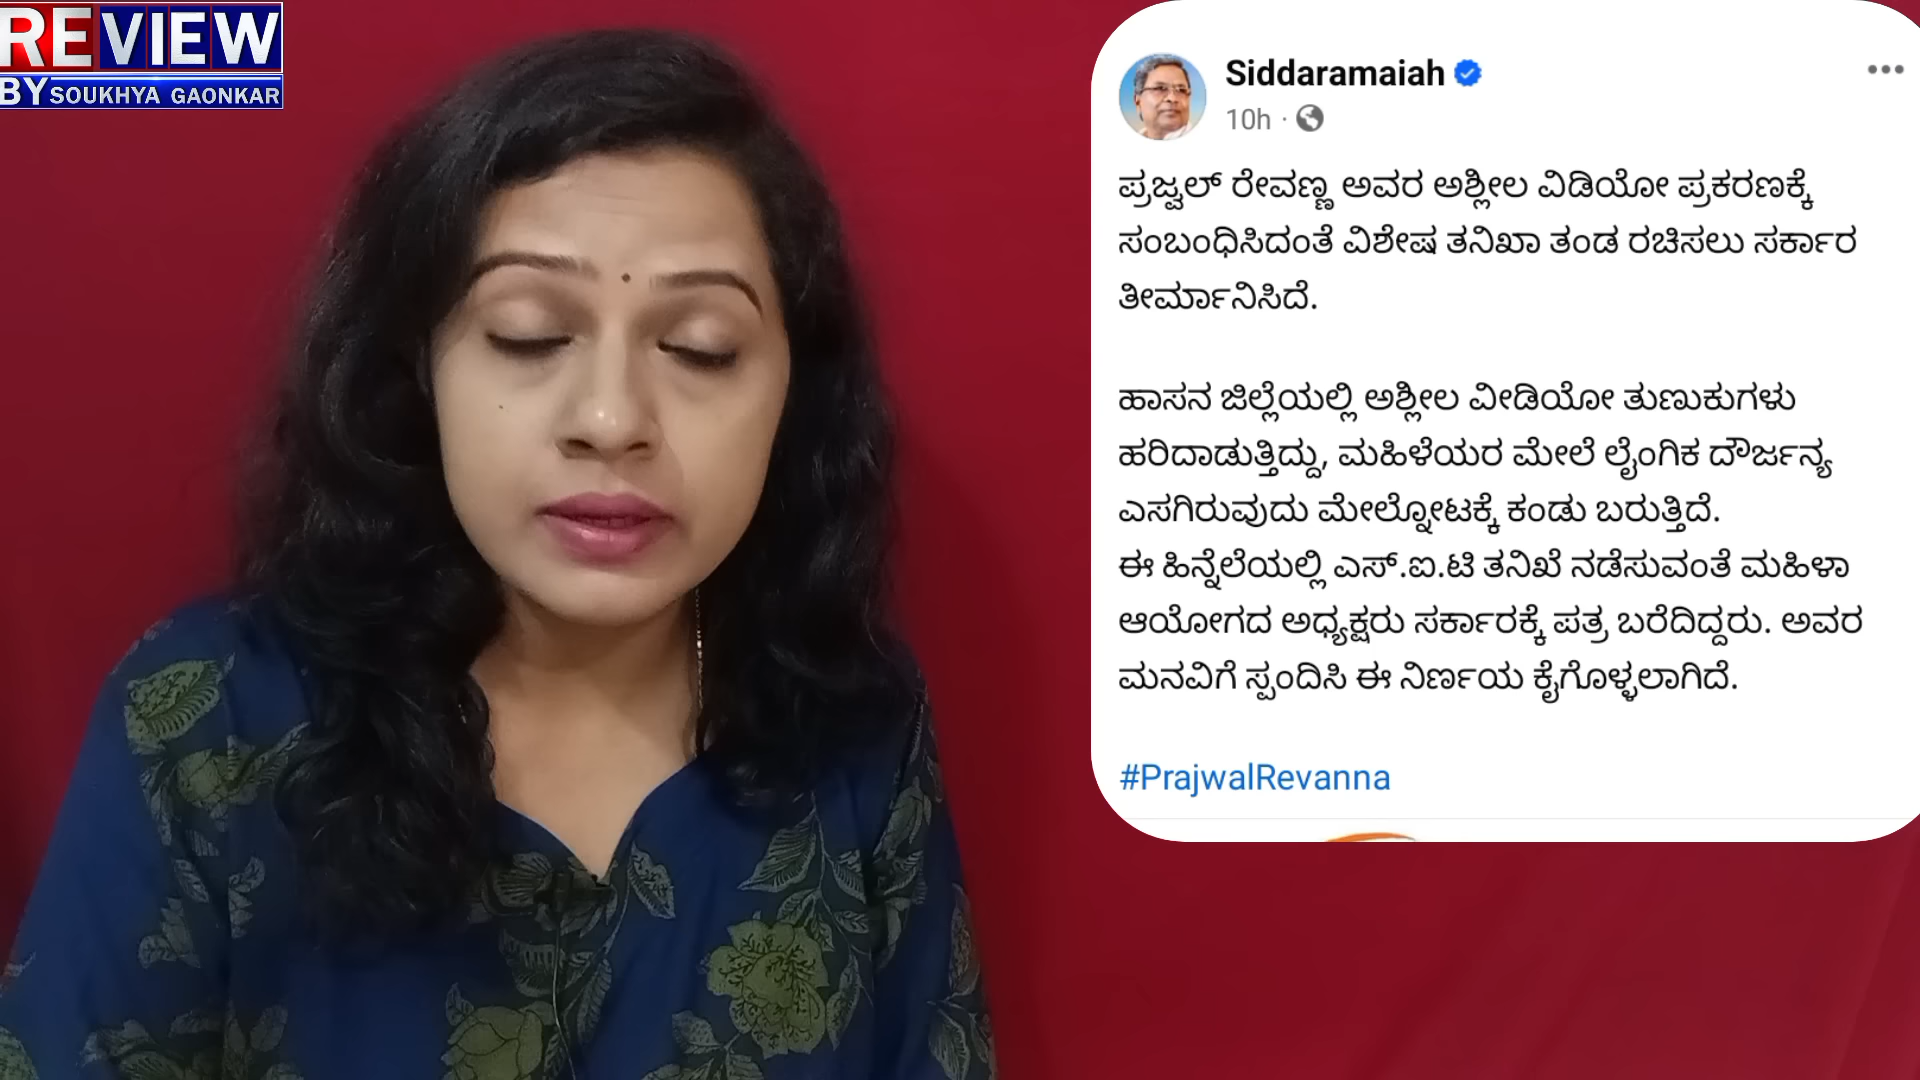 REVIEW
BY SOUKHYA GAONKAR
Siddaramaiah
10h ·
ಪ್ರಜ್ವಲ್ ರೇವಣ್ಣ ಅವರ ಅಶ್ಲೀಲ ವಿಡಿಯೋ ಪ್ರಕರಣಕ್ಕೆ
ಸಂಬಂಧಿಸಿದಂತೆ ವಿಶೇಷ ತನಿಖಾ ತಂಡ ರಚಿಸಲು ಸರ್ಕಾರ
ತೀರ್ಮಾನಿಸಿದೆ.
ಹಾಸನ ಜಿಲ್ಲೆಯಲ್ಲಿ ಅಶ್ಲೀಲ ವೀಡಿಯೋ ತುಣುಕುಗಳು
ಹರಿದಾಡುತ್ತಿದ್ದು, ಮಹಿಳೆಯರ ಮೇಲೆ ಲೈಂಗಿಕ ದೌರ್ಜನ್ಯ
ಎಸಗಿರುವುದು ಮೇಲ್ನೋಟಕ್ಕೆ ಕಂಡು ಬರುತ್ತಿದೆ.
ಈ ಹಿನ್ನೆಲೆಯಲ್ಲಿ ಎಸ್.ಐ.ಟಿ ತನಿಖೆ ನಡೆಸುವಂತೆ ಮಹಿಳಾ
ಆಯೋಗದ ಅಧ್ಯಕ್ಷರು ಸರ್ಕಾರಕ್ಕೆ ಪತ್ರ ಬರೆದಿದ್ದರು. ಅವರ
ಮನವಿಗೆ ಸ್ಪಂದಿಸಿ ಈ ನಿರ್ಣಯ ಕೈಗೊಳ್ಳಲಾಗಿದೆ.
#PrajwalRevanna